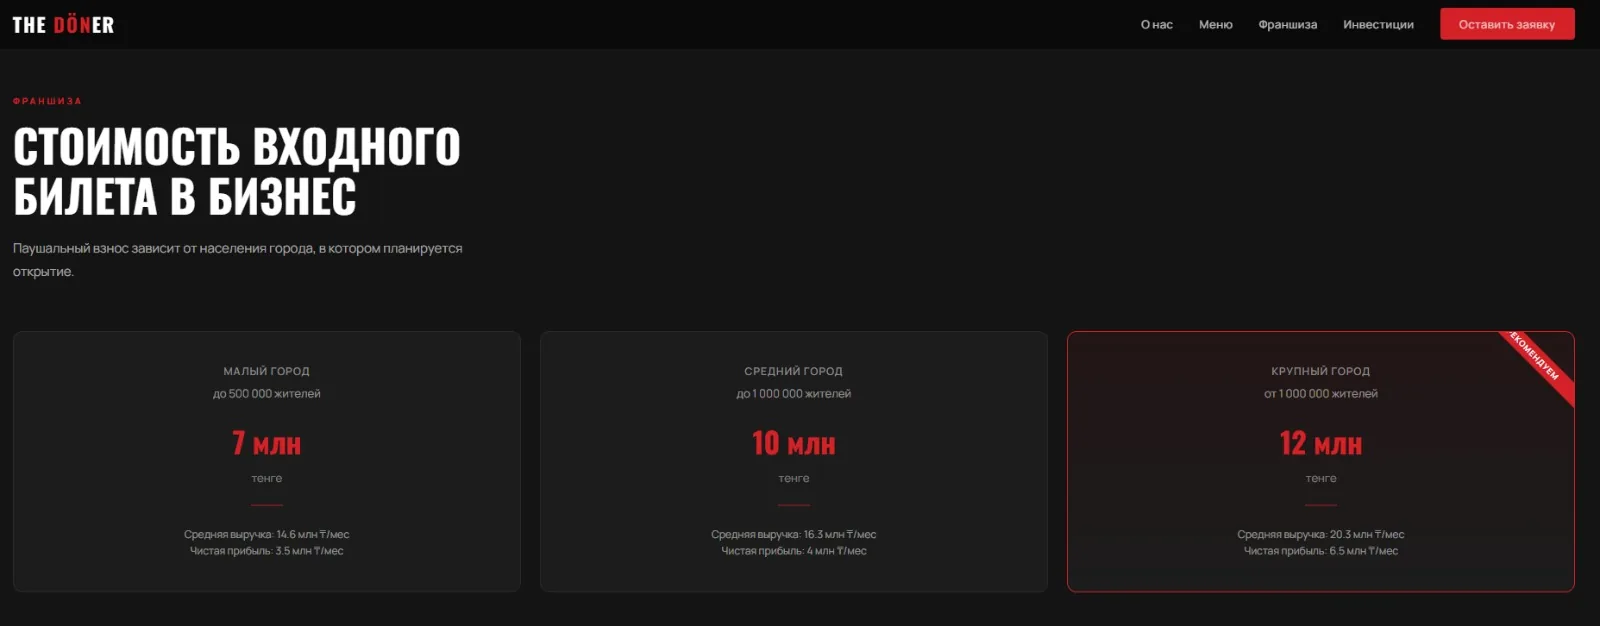 THE DÖNER
О нас
Меню
Франшиза
Инвестиции
Оставить заявку
ФРАНШИЗА
СТОИМОСТЬ ВХОДНОГО
БИЛЕТА В БИЗНЕС
Паушальный взнос зависит от населения города, в котором планируется
открытие.
МАЛЫЙ ГОРОД
до 500 000 жителей
7 млн
тенге
Средняя выручка: 14.6 млн ₸/мес
Чистая прибыль: 3.5 млн ₸/мес
СРЕДНИЙ ГОРОД
до 1 000 000 жителей
10 млн
тенге
Средняя выручка: 16.3 млн ₸/мес
Чистая прибыль: 4 млн ₸/мес
РЕКОМЕНДУЕМ
КРУПНЫЙ ГОРОД
от 1 000 000 жителей
12 млн
тенге
Средняя выручка: 20.3 млн ₸/мес
Чистая прибыль: 6.5 млн ₸/мес